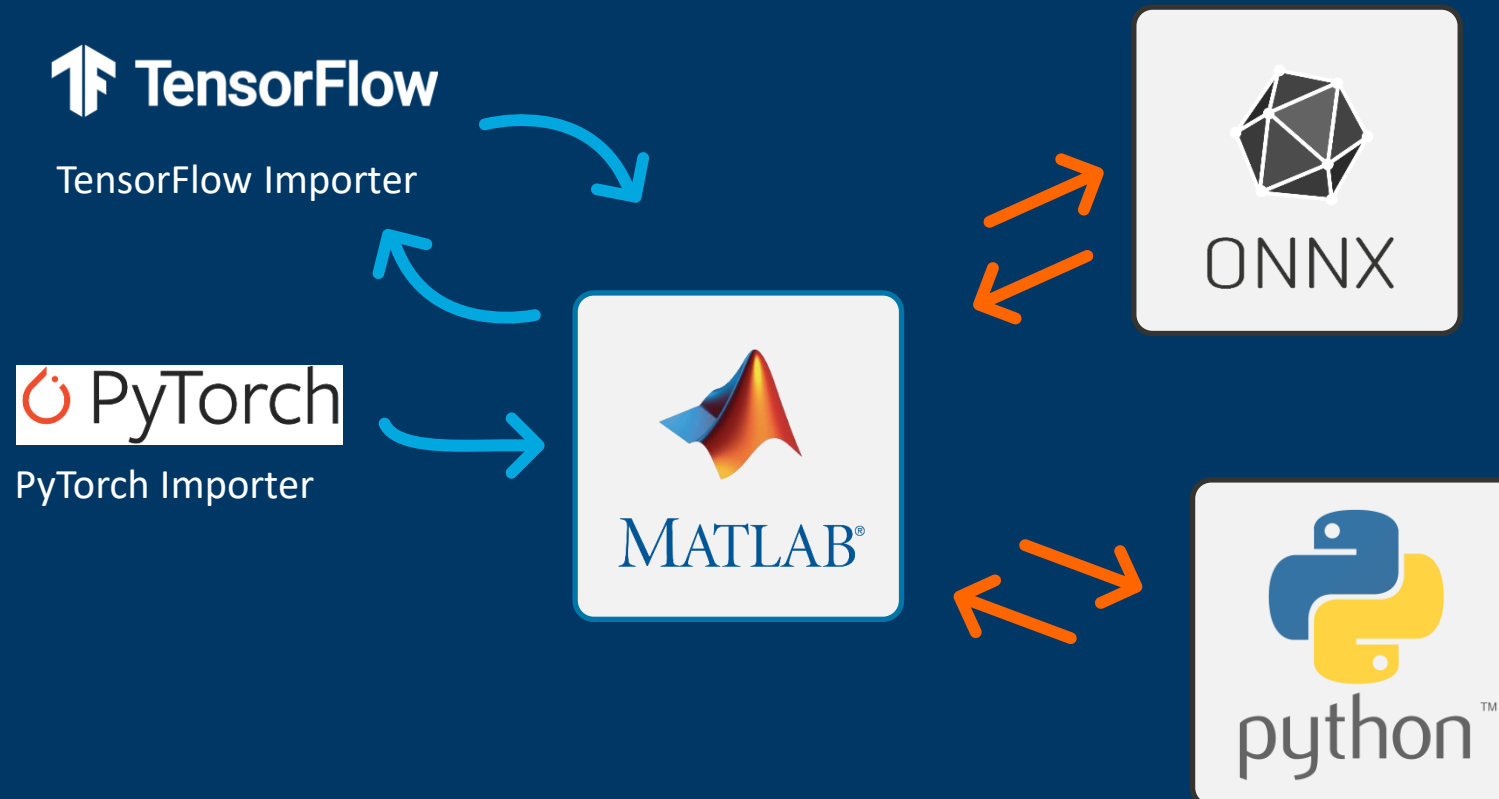 TensorFlow
TensorFlow Importer
PyTorch
PyTorch Importer
MATLAB®
ONNX
python™